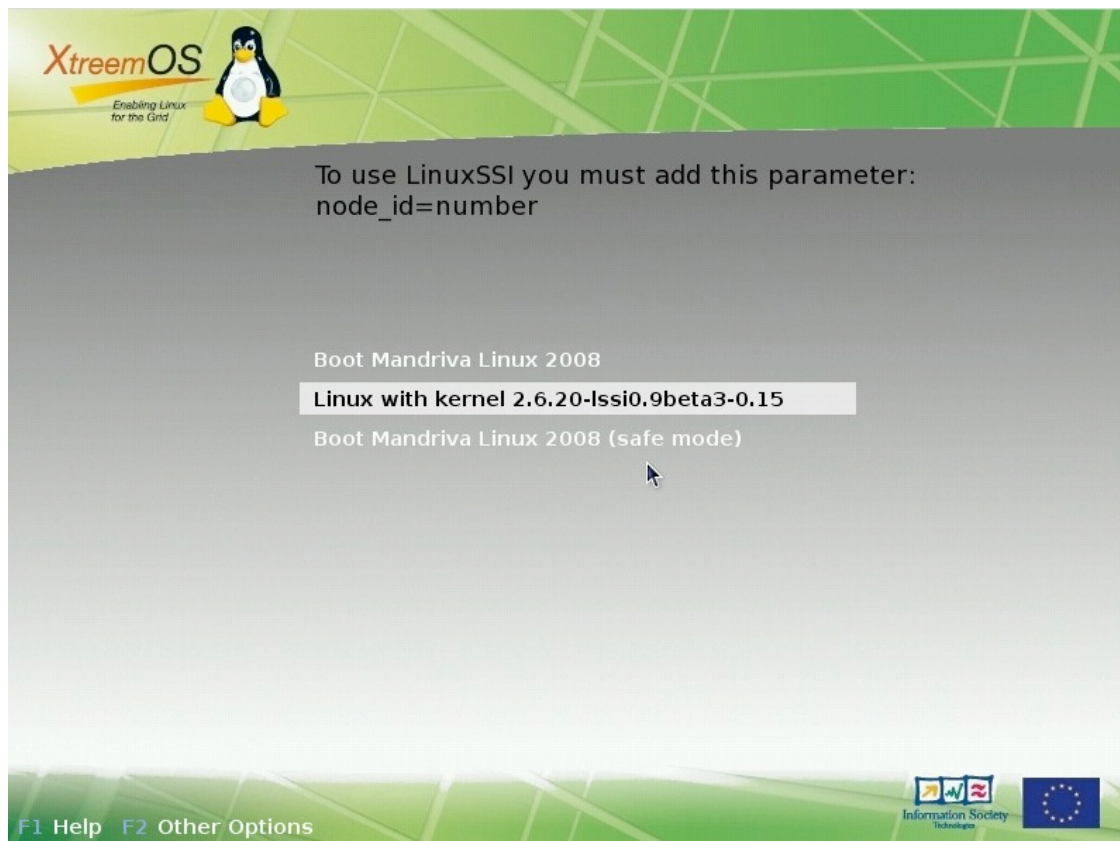 XtreemOS
Enabling Linux
for the Grid
To use LinuxSSI you must add this parameter:
node_id=number
Boot Mandriva Linux 2008
Linux with kernel 2.6.20-lssi0.9beta3-0.15
Boot Mandriva Linux 2008 (safe mode)
Information Society
Technologies
F1 Help F2 Other Options